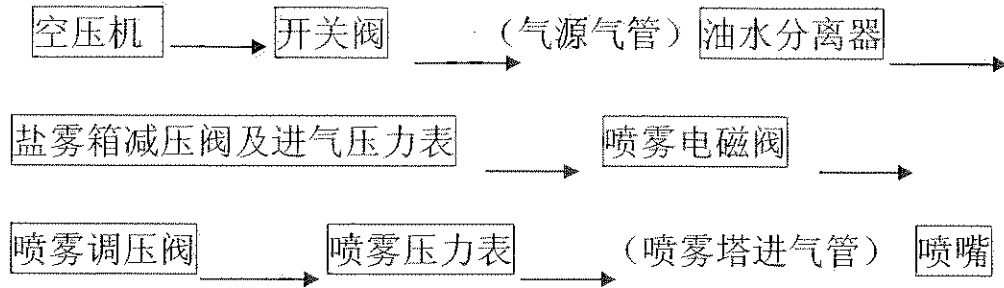 空压机 开关阀 （气源气管）油水分离器
盐雾箱减压阀及进气压力表 喷雾电磁阀
喷雾调压阀 喷雾压力表 （喷雾塔进气管） 喷嘴